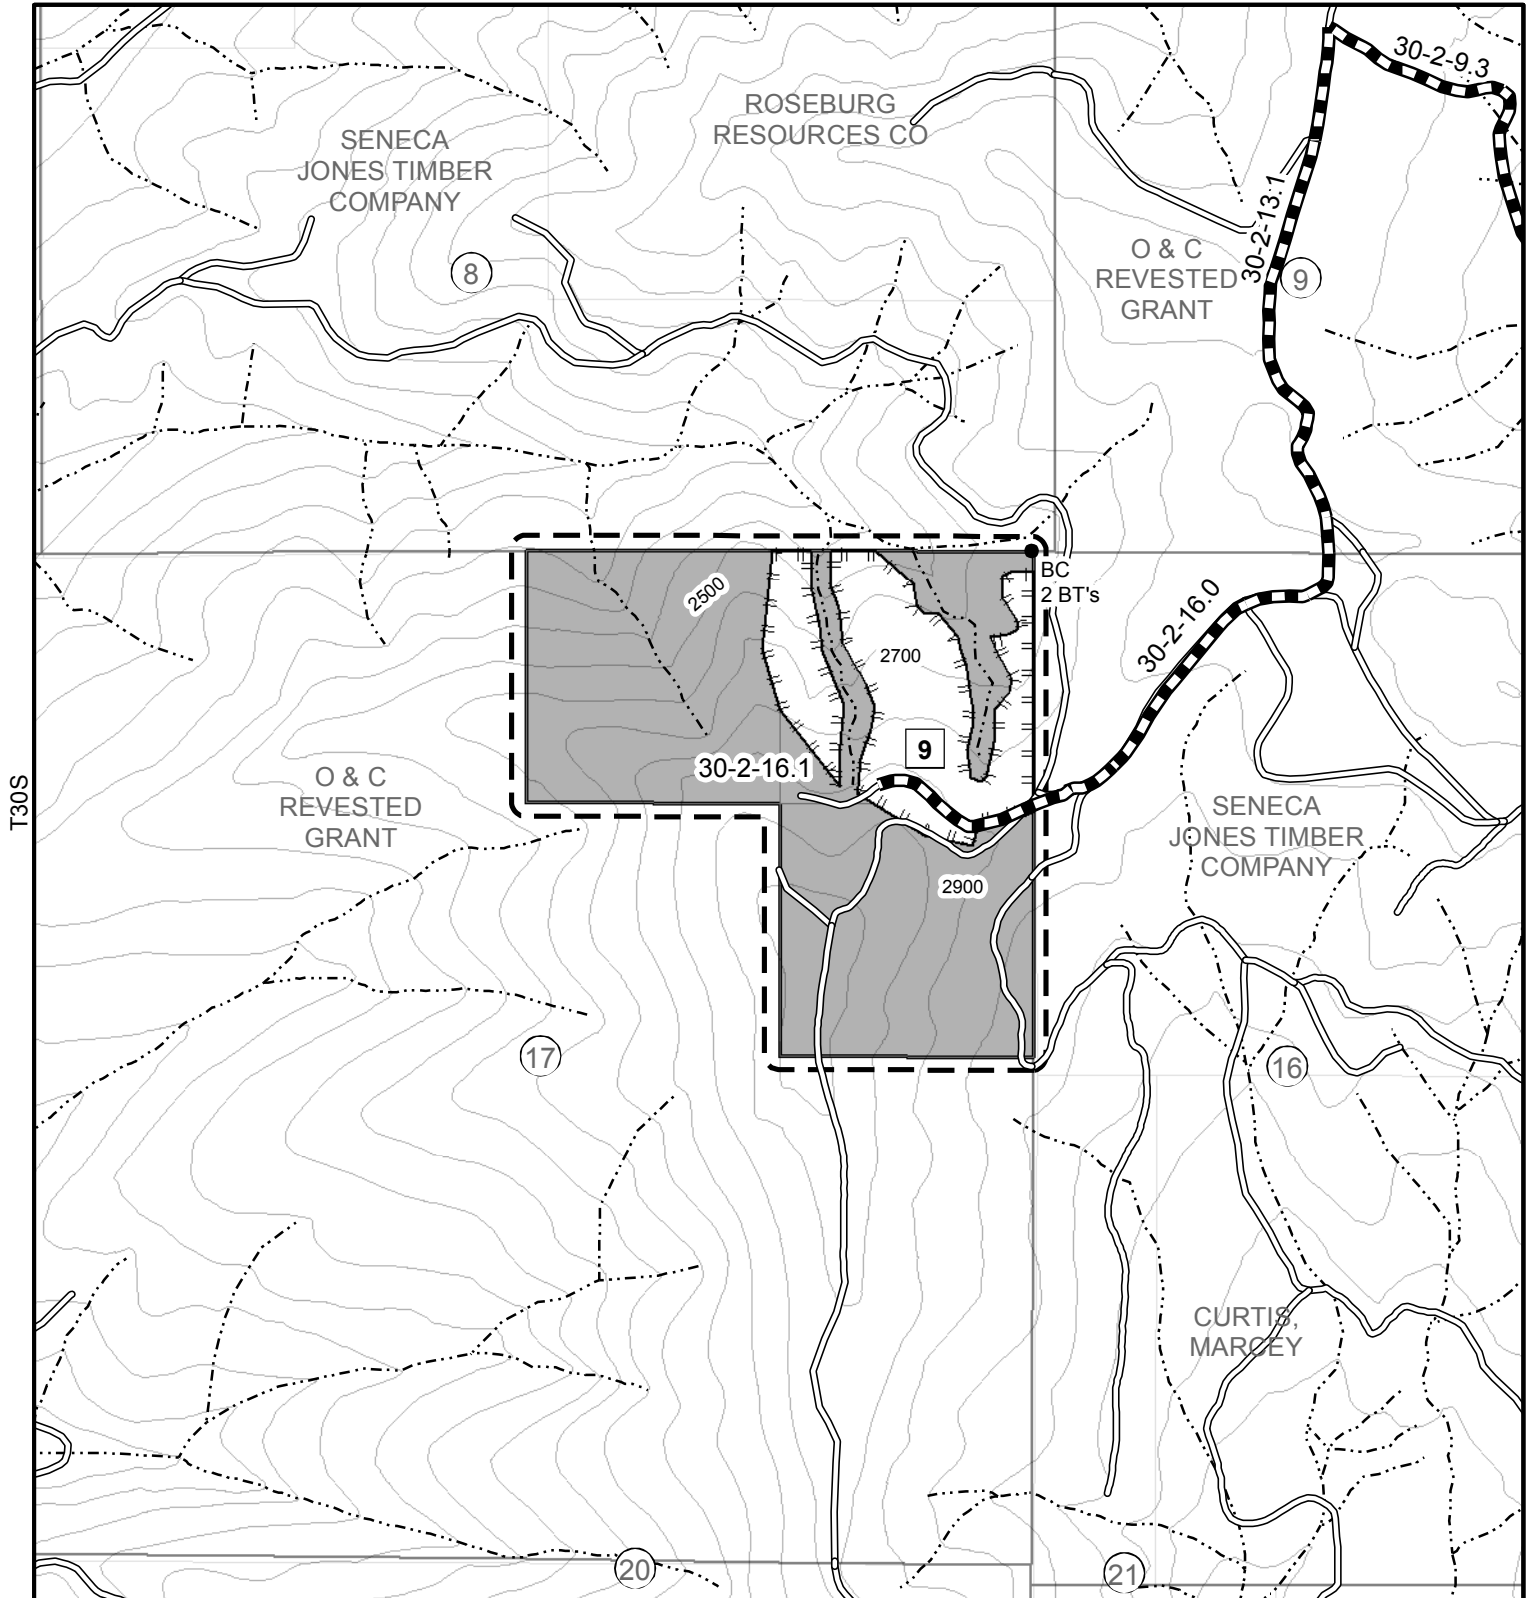 30-2-9.3
ROSEBURG
RESOURCES CO
SENECA
JONES TIMBER
COMPANY
30-2-13.1
O & C
REVESTED
GRANT
8
9
BC
2 BT's
2500
30-2-16.0
2700
9
30-2-16.1
T30S
O & C
REVESTED
GRANT
SENECA
JONES TIMBER
COMPANY
2900
17
16
CURTIS,
MARCEY
20
21